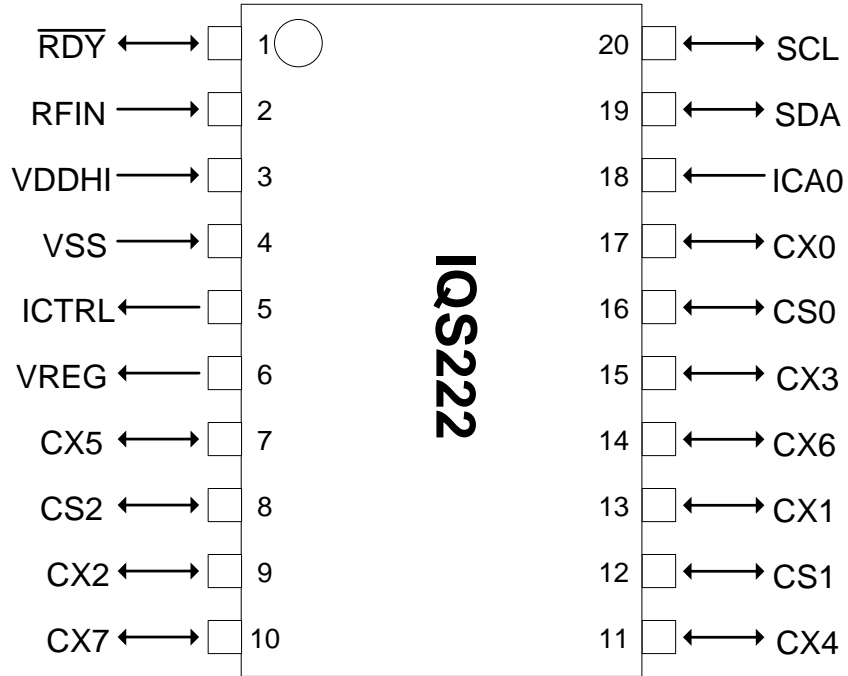 RDY 1 20 SCL
RFIN 2 19 SDA
VDDHI 3 18 ICA0
VSS 4 17 CX0
ICTRL 5 16 CS0
VREG 6 15 CX3
CX5 7 14 CX6
CS2 8 13 CX1
CX2 9 12 CS1
CX7 10 11 CX4
IQS222